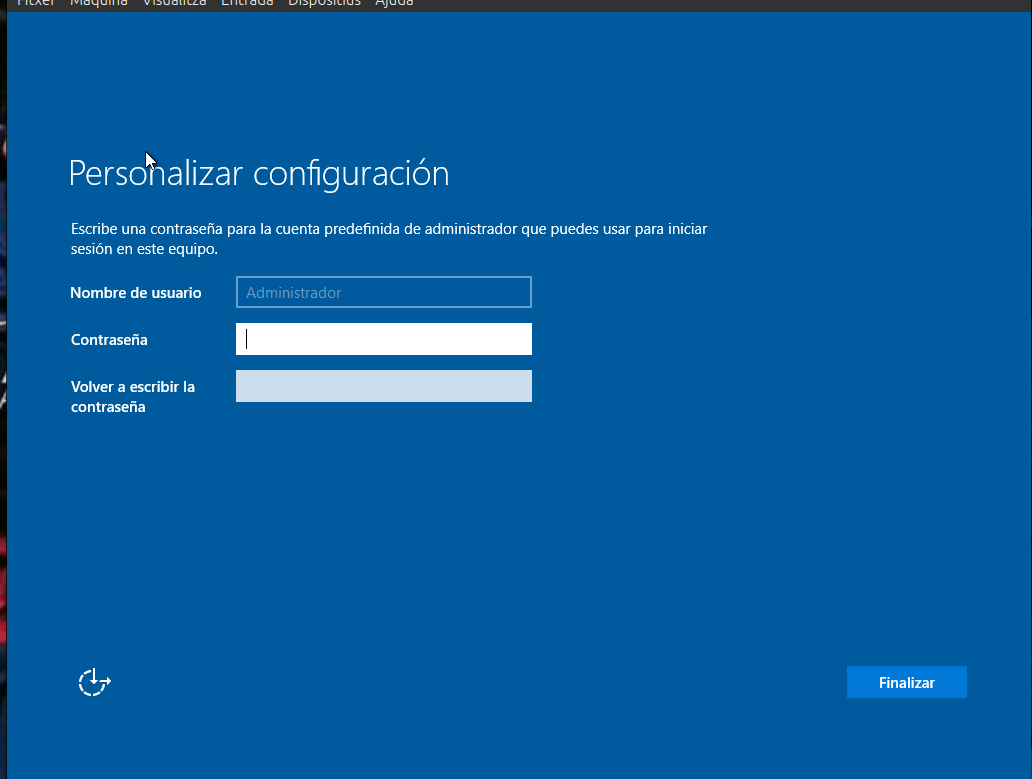 Fitxer Màquina Visualitza Entrada Dispositius Ajuda
Personalizar configuración
Escribe una contraseña para la cuenta predefinida de administrador que puedes usar para iniciar
sesión en este equipo.
Nombre de usuario Administrador
Contraseña
Volver a escribir la
contraseña
Finalizar